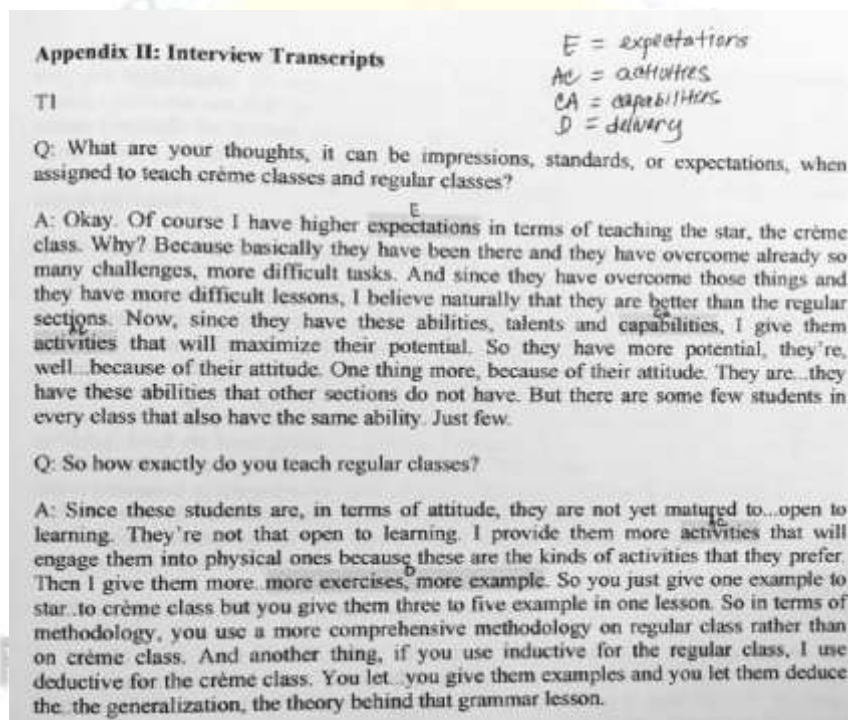 Appendix II: Interview Transcripts
E = expectations
AC = activities
CA = capabilities
D = delivery
T1
Q: What are your thoughts, it can be impressions, standards, or expectations, when
assigned to teach crème classes and regular classes?
E
A: Okay. Of course I have higher expectations in terms of teaching the star, the crème
class. Why? Because basically they have been there and they have overcome already so
many challenges, more difficult tasks. And since they have overcome those things and
they have more difficult lessons, I believe naturally that they are better than the regular
CA
sections. Now, since they have these abilities, talents and capabilities, I give them
AC
activities that will maximize their potential. So they have more potential, they're,
well...because of their attitude. One thing more, because of their attitude. They are...they
have these abilities that other sections do not have. But there are some few students in
every class that also have the same ability. Just few.
Q: So how exactly do you teach regular classes?
A: Since these students are, in terms of attitude, they are not yet matured to...open to
AC
learning. They're not that open to learning. I provide them more activities that will
engage them into physical ones because these are the kinds of activities that they prefer.
D
Then I give them more..more exercises, more example. So you just give one example to
star..to crème class but you give them three to five example in one lesson. So in terms of
methodology, you use a more comprehensive methodology on regular class rather than
on crème class. And another thing, if you use inductive for the regular class, I use
deductive for the crème class. You let...you give them examples and you let them deduce
the..the generalization, the theory behind that grammar lesson.